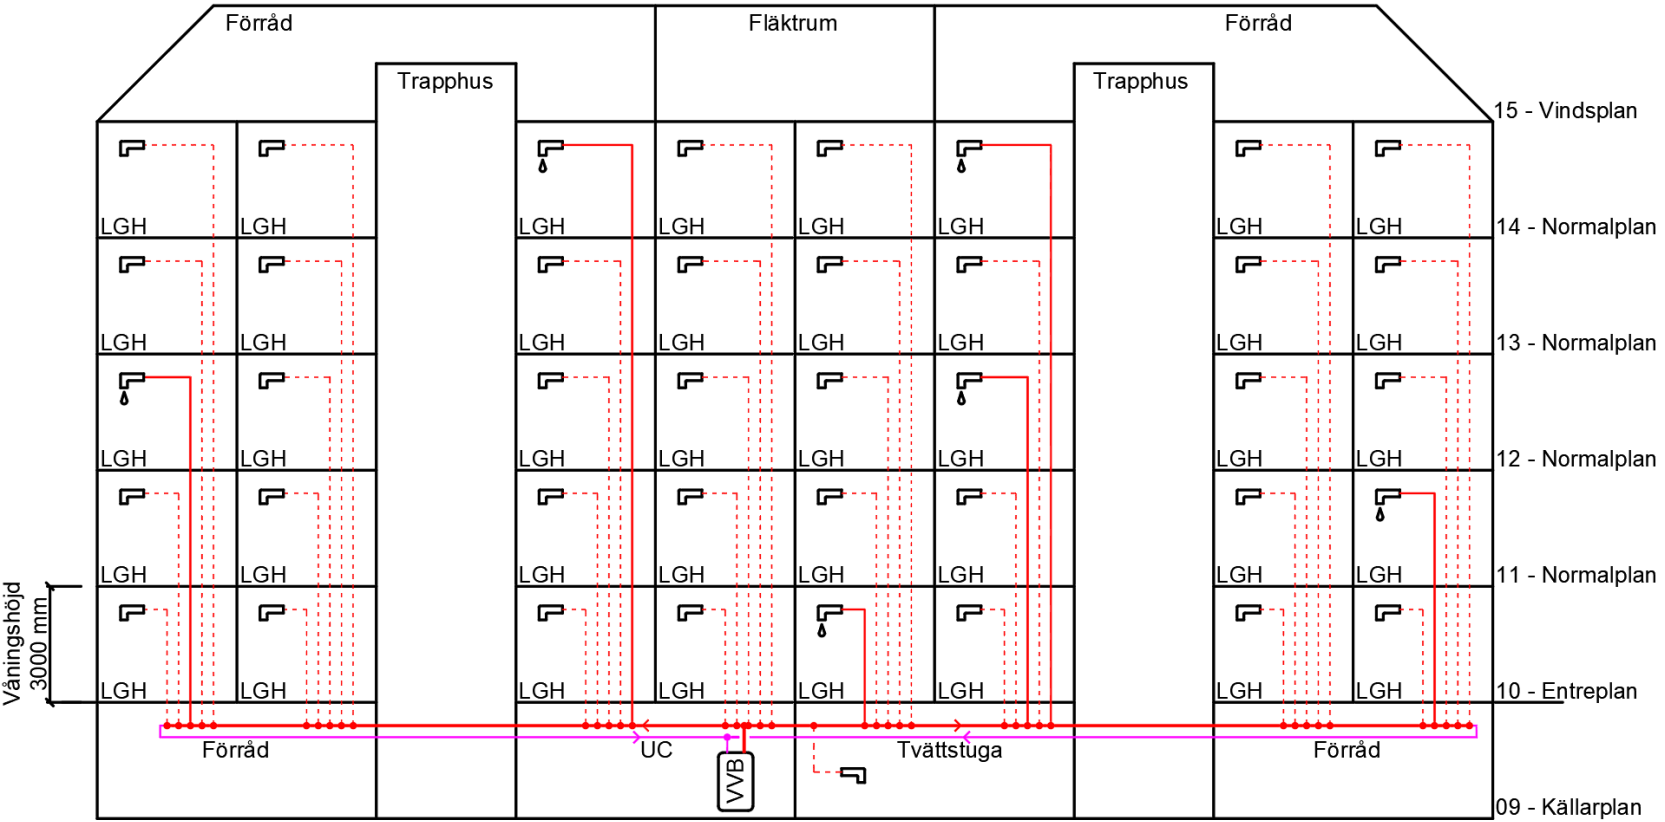 Förråd Fläktrum Förråd
Trapphus Trapphus
15 - Vindsplan
LGH LGH LGH LGH LGH LGH LGH LGH 14 - Normalplan
LGH LGH LGH LGH LGH LGH LGH LGH 13 - Normalplan
LGH LGH LGH LGH LGH LGH LGH LGH 12 - Normalplan
LGH LGH LGH LGH LGH LGH LGH LGH 11 - Normalplan
Våningshöjd
3000 mm
LGH LGH LGH LGH LGH LGH LGH LGH 10 - Entreplan
Förråd UC Tvättstuga Förråd
VVB
09 - Källarplan